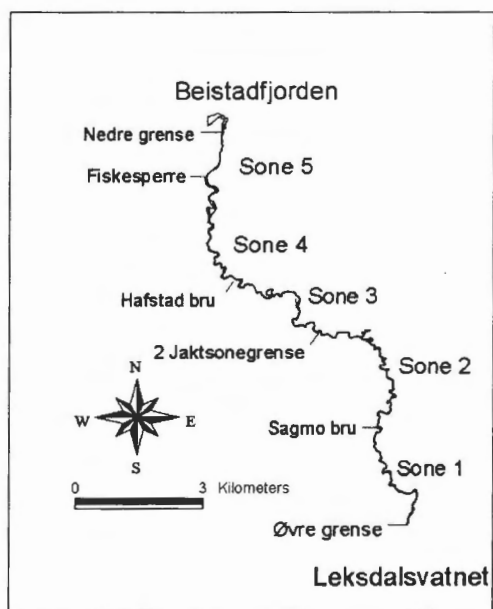 Beistadfjorden
Nedre grense
Sone 5
Fiskesperre
Sone 4
Hafstad bru
Sone 3
2 Jaktsonegrense
Sone 2
N
W E
S
Sagmo bru
Sone 1
0 3 Kilometers
Øvre grense
Leksdalsvatnet